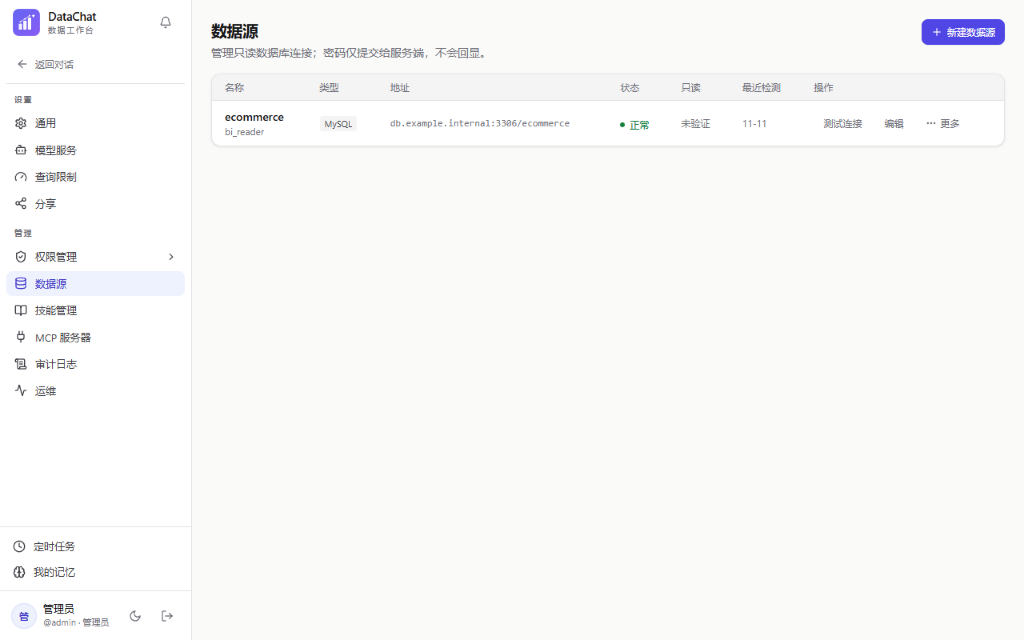 DataChat
数据工作台
返回对话
设置
通用
模型服务
查询限制
分享
管理
权限管理
数据源
技能管理
MCP 服务器
审计日志
运维
定时任务
我的记忆
管
管理员
@admin · 管理员
数据源
管理只读数据库连接；密码仅提交给服务端，不会回显。
+ 新建数据源
名称 类型 地址 状态 只读 最近检测 操作
ecommerce MySQL db.example.internal:3306/ecommerce 正常 未验证 11-11 测试连接 编辑 ··· 更多
bi_reader